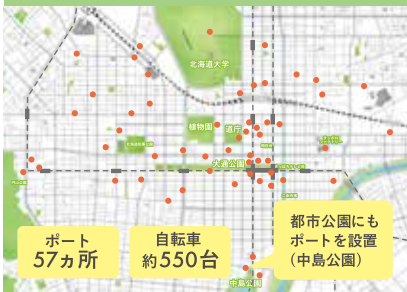 北海道大学
植物園
道庁
大通公園
中島公園
ポート
57ヵ所
自転車
約550台
都市公園にも
ポートを設置
(中島公園)